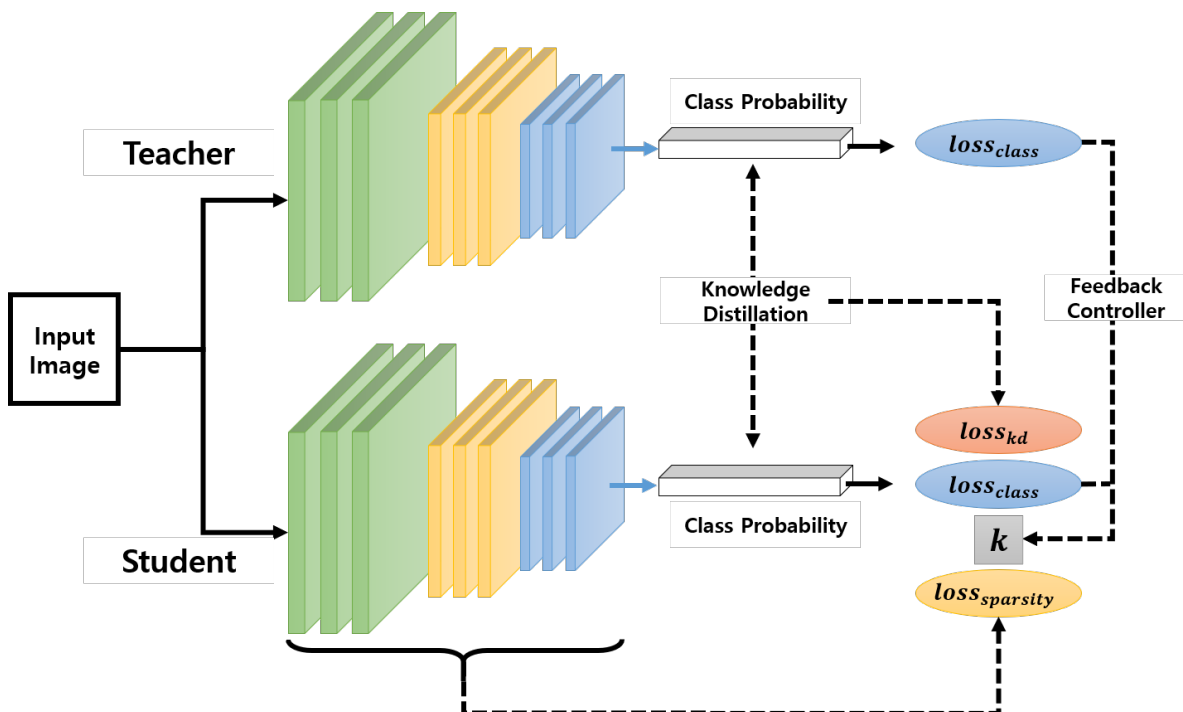 Class Probability
Teacher
loss_class
Knowledge
Distillation
Feedback
Controller
Input
Image
loss_kd
loss_class
Class Probability
k
Student
loss_sparsity